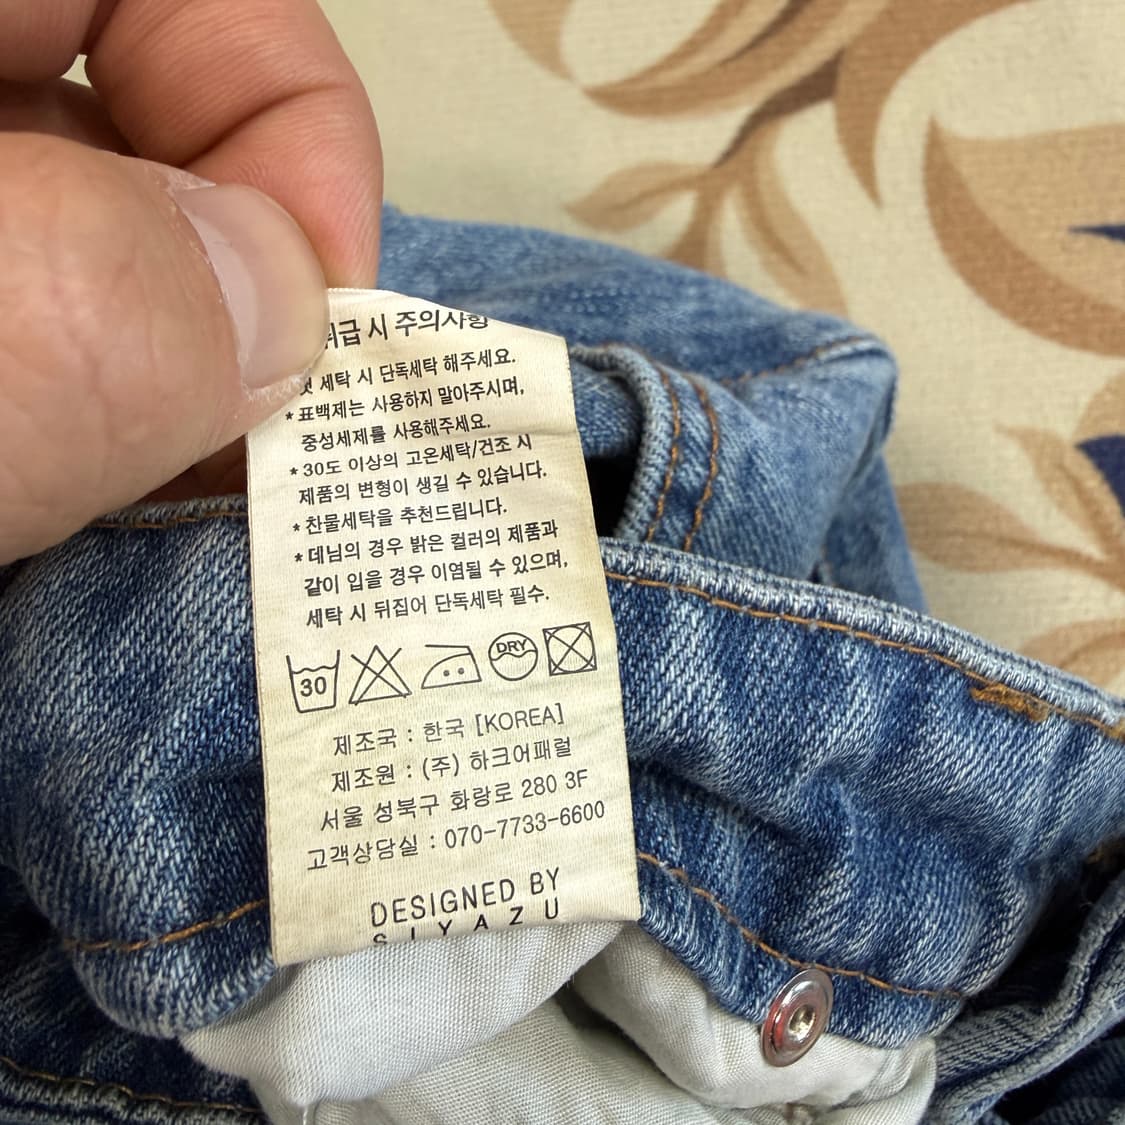 급 시 주의사항
세탁 시 단독세탁 해주세요.
* 표백제는 사용하지 말아주시며,
중성세제를 사용해주세요.
* 30도 이상의 고온세탁/건조 시
제품의 변형이 생길 수 있습니다.
* 찬물세탁을 추천드립니다.
* 데님의 경우 밝은 컬러의 제품과
같이 입을 경우 이염될 수 있으며,
세탁 시 뒤집어 단독세탁 필수.
30 DRY
제조국 : 한국 [KOREA]
제조원 : (주) 하크어패럴
서울 성북구 화랑로 280 3F
고객상담실 : 070-7733-6600
DESIGNED BY
SIYAZU